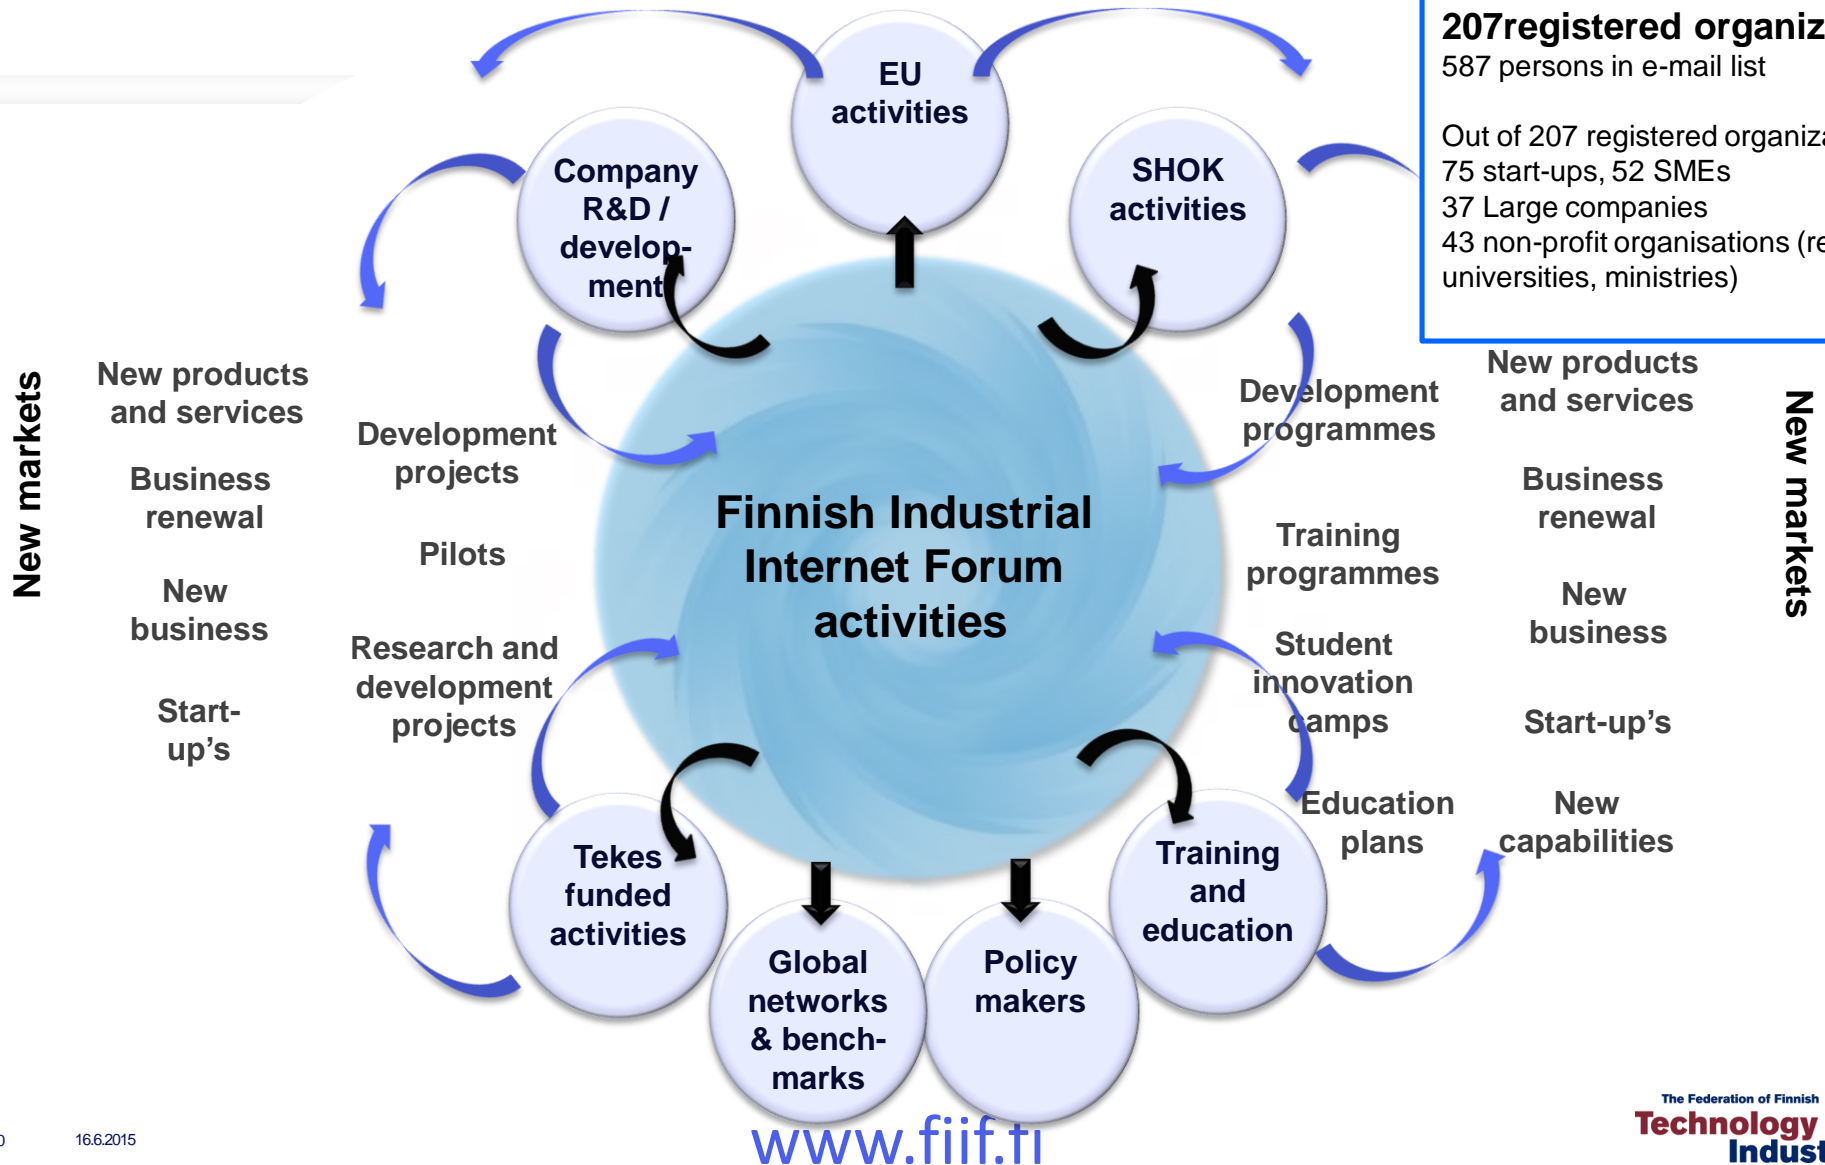 EU
activities
207registered
587 persons in e-mail list
Out of 207 registered
75 start-ups, 52 SMEs
37 Large companies
43 non-profit organisations
universities, ministries)
Company
R&D /
develop-
ment
SHOK
activities
New markets
New products
and services
Business
renewal
New
business
Start-
up’s
Development
projects
Pilots
Research and
development
projects
Finnish Industrial
Internet Forum
activities
Development
programmes
Training
programmes
Student
innovation
camps
Education
plans
New products
and services
Business
renewal
New
business
Start-up’s
New
capabilities
New markets
Tekes
funded
activities
Global
networks
& bench-
marks
Policy
makers
Training
and
education
www.fiif.fi
16.6.2015
The Federation of Finnish
Technology